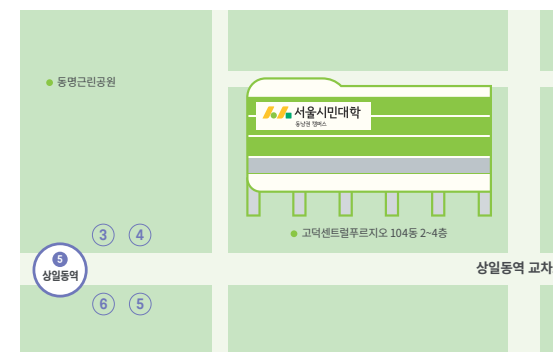 동명근린공원
서울시민대학
동남권 캠퍼스
고덕센트럴푸르지오 104동 2~4층
3 4
5
상일동역
상일동역 교차
6 5